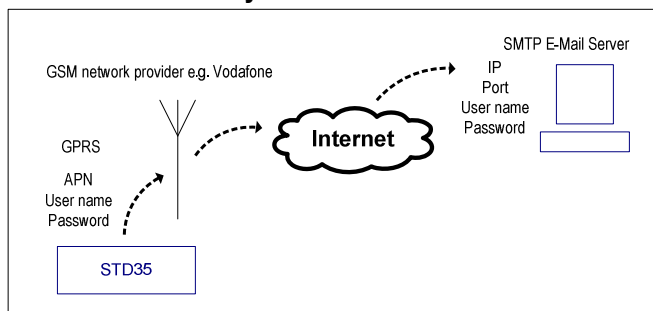 SMTP E-Mail Server
GSM network provider e.g. Vodafone
IP
Port
User name
Password
Internet
GPRS
APN
User name
Password
STD35